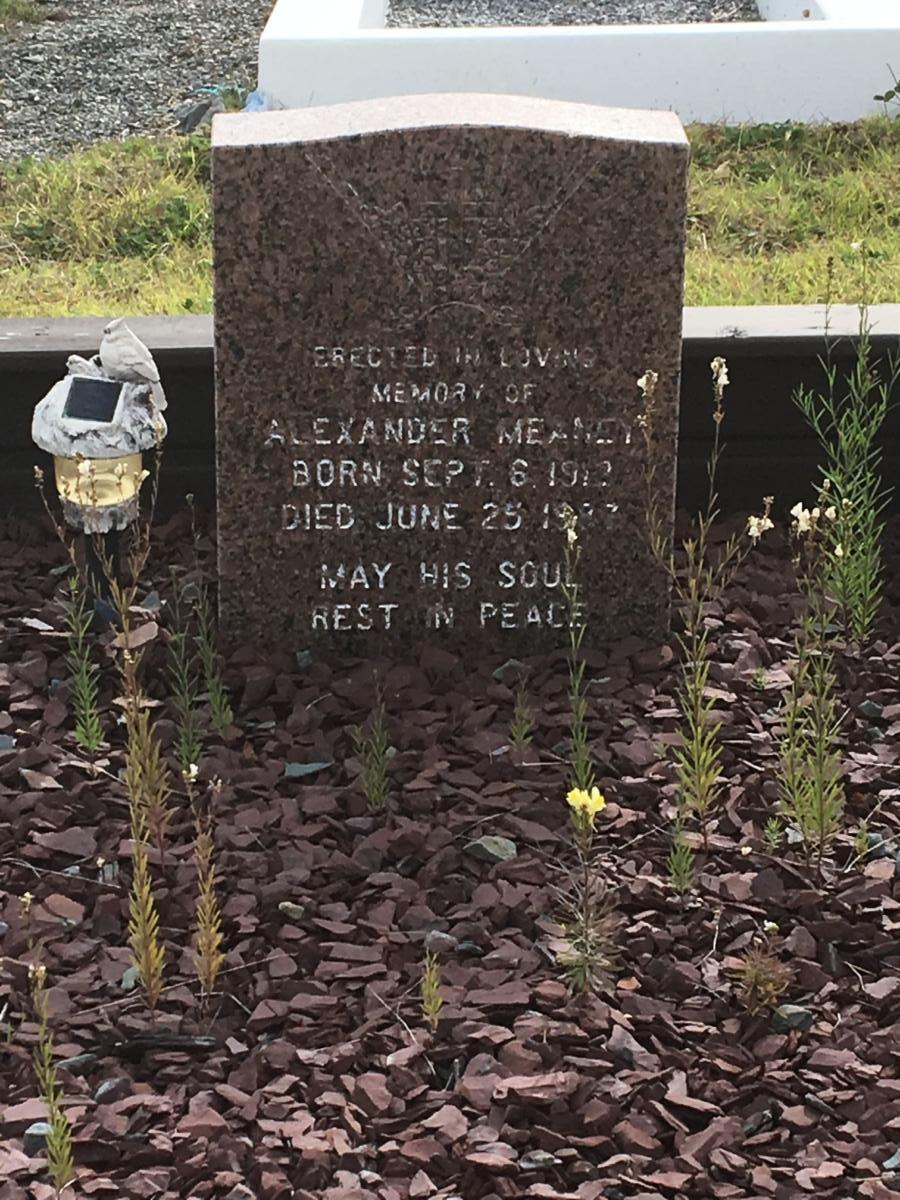 ERECTED IN LOVING
MEMORY OF
ALEXANDER MEANEY
BORN SEPT. 6, 1912
DIED JUNE 25
MAY HIS SOUL
REST IN PEACE